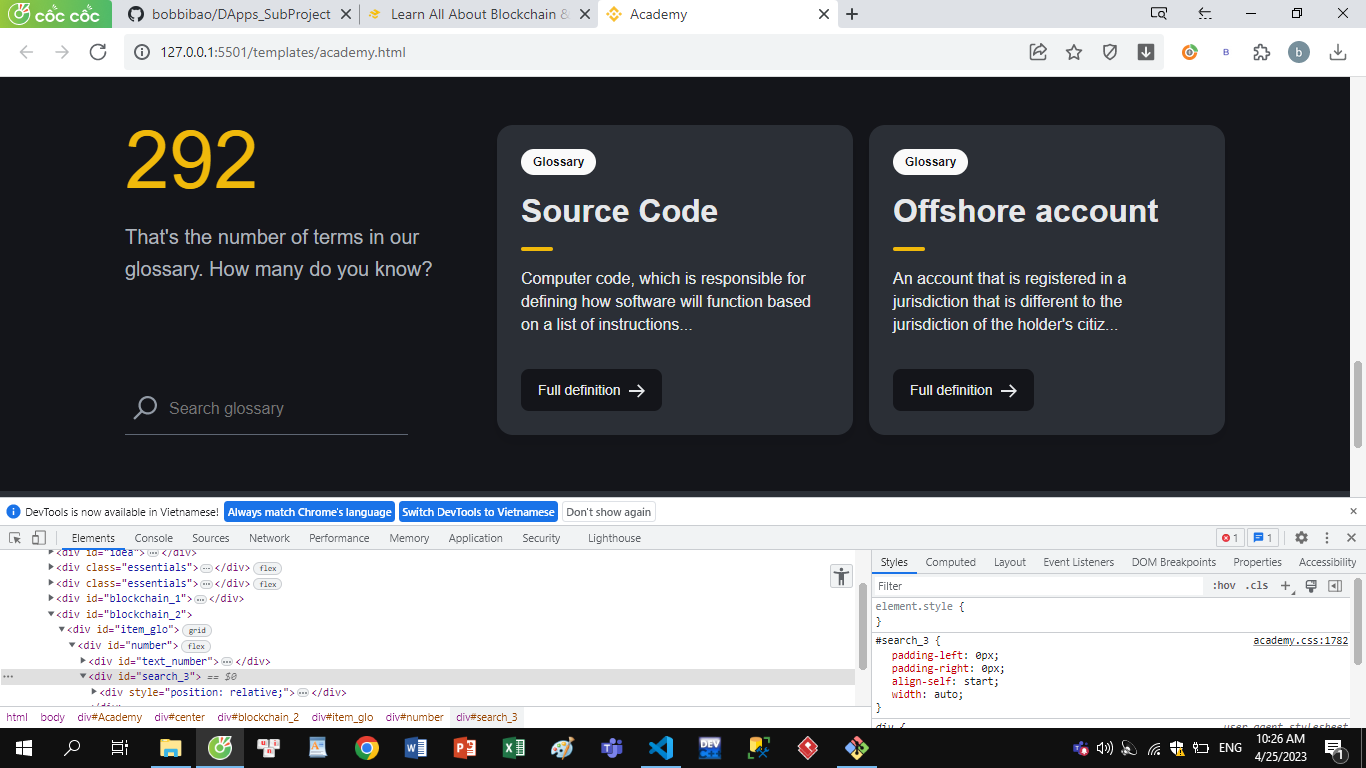 cốc cốc
bobbibao/DApps_SubProject
Learn All About Blockchain &
Academy
127.0.0.1:5501/templates/academy.html
B
b
292
That's the number of terms in our
glossary. How many do you know?
Search glossary
Glossary
Source Code
Computer code, which is responsible for
defining how software will function based
on a list of instructions...
Full definition
Glossary
Offshore account
An account that is registered in a
jurisdiction that is different to the
jurisdiction of the holder's citiz...
Full definition
DevTools is now available in Vietnamese!
Always match Chrome's language
Switch DevTools to Vietnamese
Don't show again
Elements
Console
Sources
Network
Performance
Memory
Application
Security
Lighthouse
1
1
<div id="idea">…</div>
<div class="essentials">…</div> flex
<div class="essentials">…</div> flex
<div id="blockchain_1">…</div>
<div id="blockchain_2">
<div id="item_glo"> grid
<div id="number"> flex
<div id="text_number">…</div>
<div id="search_3"> == $0
<div style="position: relative;">…</div>
html
body
div#Academy
div#center
div#blockchain_2
div#item_glo
div#number
div#search_3
Styles
Computed
Layout
Event Listeners
DOM Breakpoints
Properties
Accessibility
Filter
:hov
.cls
element.style {
}
#search_3 {
academy.css:1782
padding-left: 0px;
padding-right: 0px;
align-self: start;
width: auto;
}
div {
user agent stylesheet
ENG
10:26 AM
4/25/2023
1